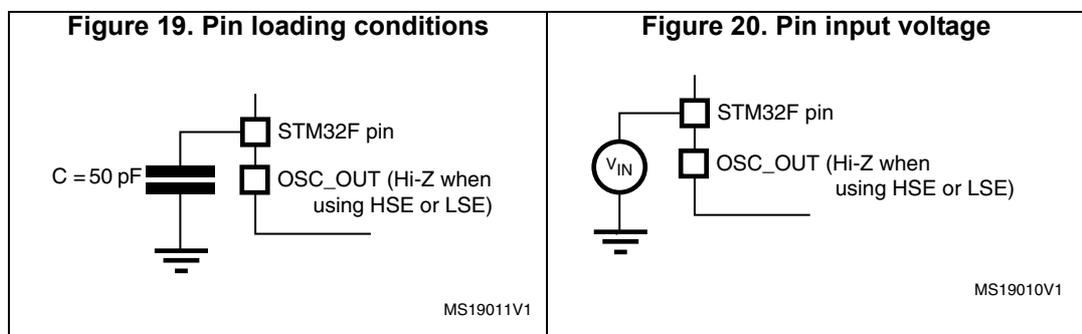 Figure 19. Pin loading conditions
STM32F pin
C = 50 pF
OSC_OUT (Hi-Z when
using HSE or LSE)
MS19011V1
Figure 20. Pin input voltage
STM32F pin
VIN
OSC_OUT (Hi-Z when
using HSE or LSE)
MS19010V1